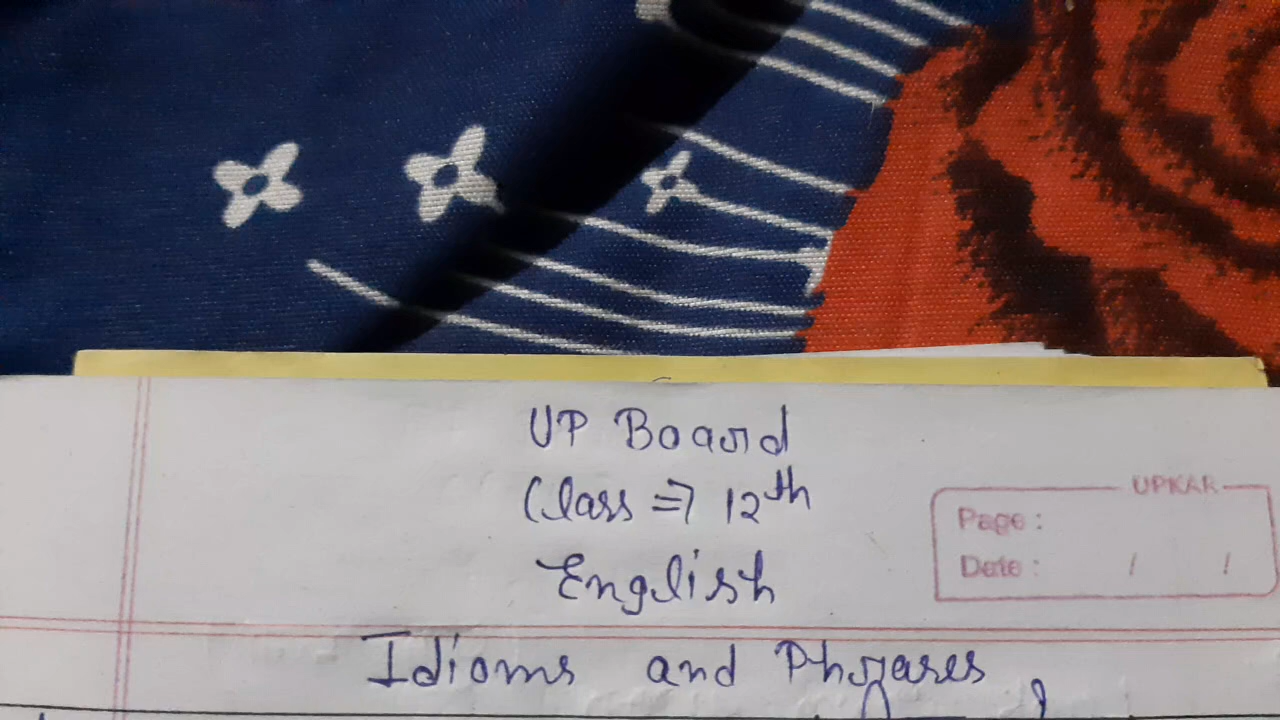 UP Board
Class => 12th
UPKAR
Page :
English
Date : / /
Idioms and Phrases